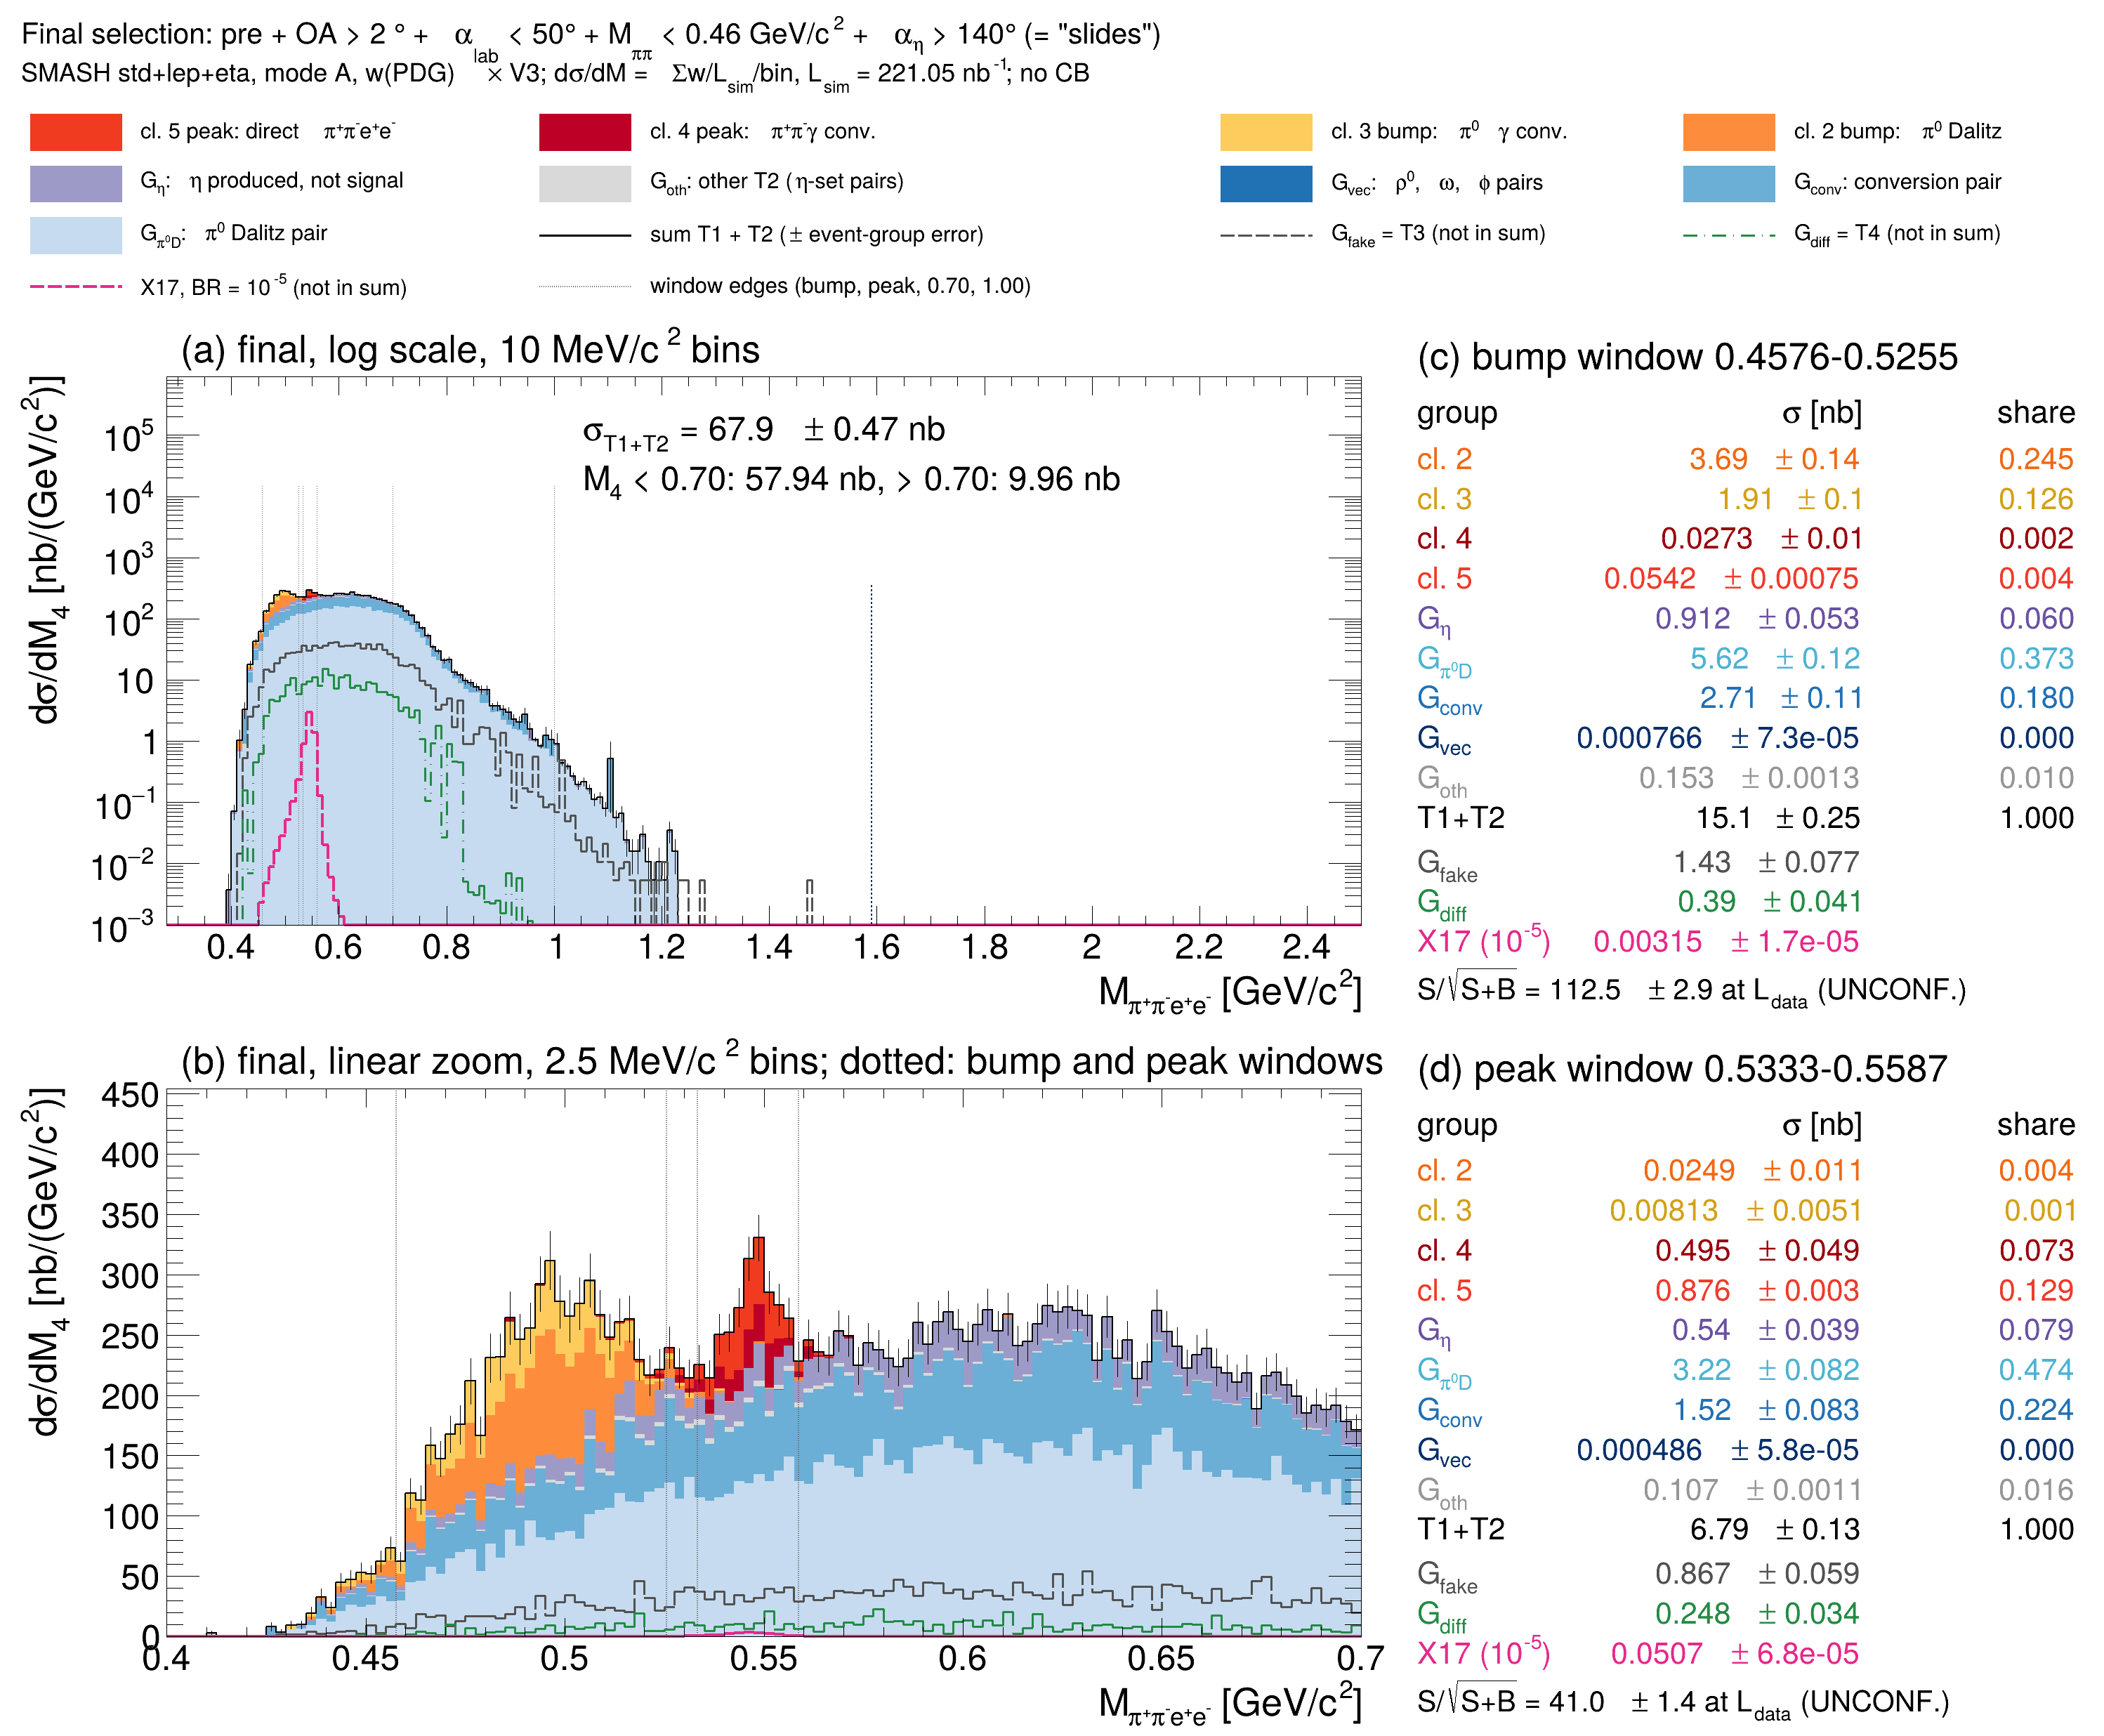 Final selection: pre + OA > 2 ° + α_lab < 50° + M_ππ < 0.46 GeV/c² + α_η > 140° (= "slides")
SMASH std+lep+eta, mode A, w(PDG) × V3; dσ/dM = Σw/L_sim/bin, L_sim = 221.05 nb⁻¹; no CB
cl. 5 peak: direct π⁺π⁻e⁺e⁻
cl. 4 peak: π⁺π⁻γ conv.
cl. 3 bump: π⁰ γ conv.
cl. 2 bump: π⁰ Dalitz
G_η: η produced, not signal
G_oth: other T2 (η-set pairs)
G_vec: ρ⁰, ω, φ pairs
G_conv: conversion pair
G_π⁰D: π⁰ Dalitz pair
sum T1 + T2 (± event-group error)
G_fake = T3 (not in sum)
G_diff = T4 (not in sum)
X17, BR = 10⁻⁵ (not in sum)
window edges (bump, peak, 0.70, 1.00)
(a) final, log scale, 10 MeV/c² bins
dσ/dM₄ [nb/(GeV/c²)]
σ_T1+T2 = 67.9 ± 0.47 nb
M₄ < 0.70: 57.94 nb, > 0.70: 9.96 nb
10⁵
10⁴
10³
10²
10
1
10⁻¹
10⁻²
10⁻³
0.4 0.6 0.8 1 1.2 1.4 1.6 1.8 2 2.2 2.4
M_π⁺π⁻e⁺e⁻ [GeV/c²]
(c) bump window 0.4576-0.5255
group σ [nb] share
cl. 2 3.69 ± 0.14 0.245
cl. 3 1.91 ± 0.1 0.126
cl. 4 0.0273 ± 0.01 0.002
cl. 5 0.0542 ± 0.00075 0.004
G_η 0.912 ± 0.053 0.060
G_π⁰D 5.62 ± 0.12 0.373
G_conv 2.71 ± 0.11 0.180
G_vec 0.000766 ± 7.3e-05 0.000
G_oth 0.153 ± 0.0013 0.010
T1+T2 15.1 ± 0.25 1.000
G_fake 1.43 ± 0.077
G_diff 0.39 ± 0.041
X17 (10⁻⁵) 0.00315 ± 1.7e-05
S/√S+B = 112.5 ± 2.9 at L_data (UNCONF.)
(b) final, linear zoom, 2.5 MeV/c² bins; dotted: bump and peak windows
dσ/dM₄ [nb/(GeV/c²)]
450
400
350
300
250
200
150
100
50
0
0.4 0.45 0.5 0.55 0.6 0.65 0.7
M_π⁺π⁻e⁺e⁻ [GeV/c²]
(d) peak window 0.5333-0.5587
group σ [nb] share
cl. 2 0.0249 ± 0.011 0.004
cl. 3 0.00813 ± 0.0051 0.001
cl. 4 0.495 ± 0.049 0.073
cl. 5 0.876 ± 0.003 0.129
G_η 0.54 ± 0.039 0.079
G_π⁰D 3.22 ± 0.082 0.474
G_conv 1.52 ± 0.083 0.224
G_vec 0.000486 ± 5.8e-05 0.000
G_oth 0.107 ± 0.0011 0.016
T1+T2 6.79 ± 0.13 1.000
G_fake 0.867 ± 0.059
G_diff 0.248 ± 0.034
X17 (10⁻⁵) 0.0507 ± 6.8e-05
S/√S+B = 41.0 ± 1.4 at L_data (UNCONF.)